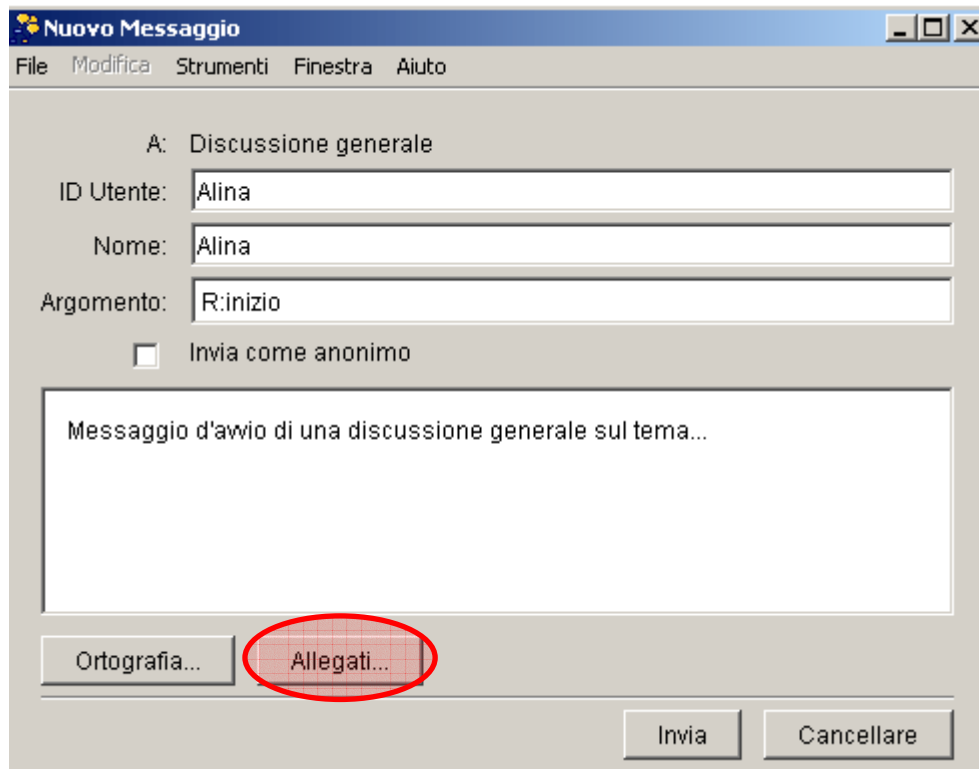 Nuovo Messaggio
File Modifica Strumenti Finestra Aiuto
A: Discussione generale
ID Utente: Alina
Nome: Alina
Argomento: R:inizio
Invia come anonimo
Messaggio d'avvio di una discussione generale sul tema...
Ortografia... Allegati...
Invia Cancellare